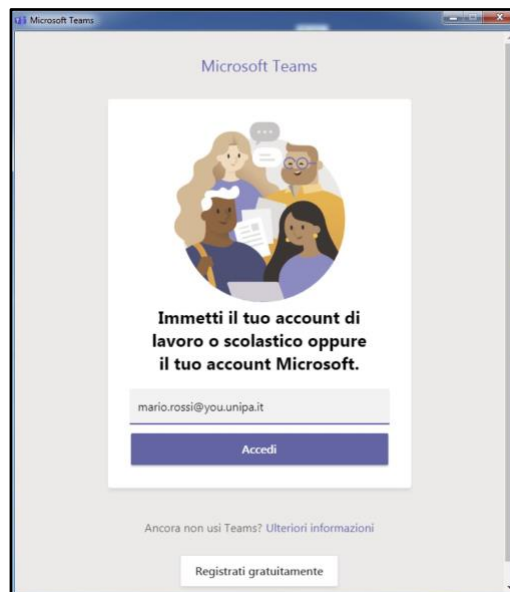 Microsoft Teams
Microsoft Teams
Immetti il tuo account di
lavoro o scolastico oppure
il tuo account Microsoft.
mario.rossi@you.unipa.it
Accedi
Ancora non usi Teams? Ulteriori informazioni
Registrati gratuitamente